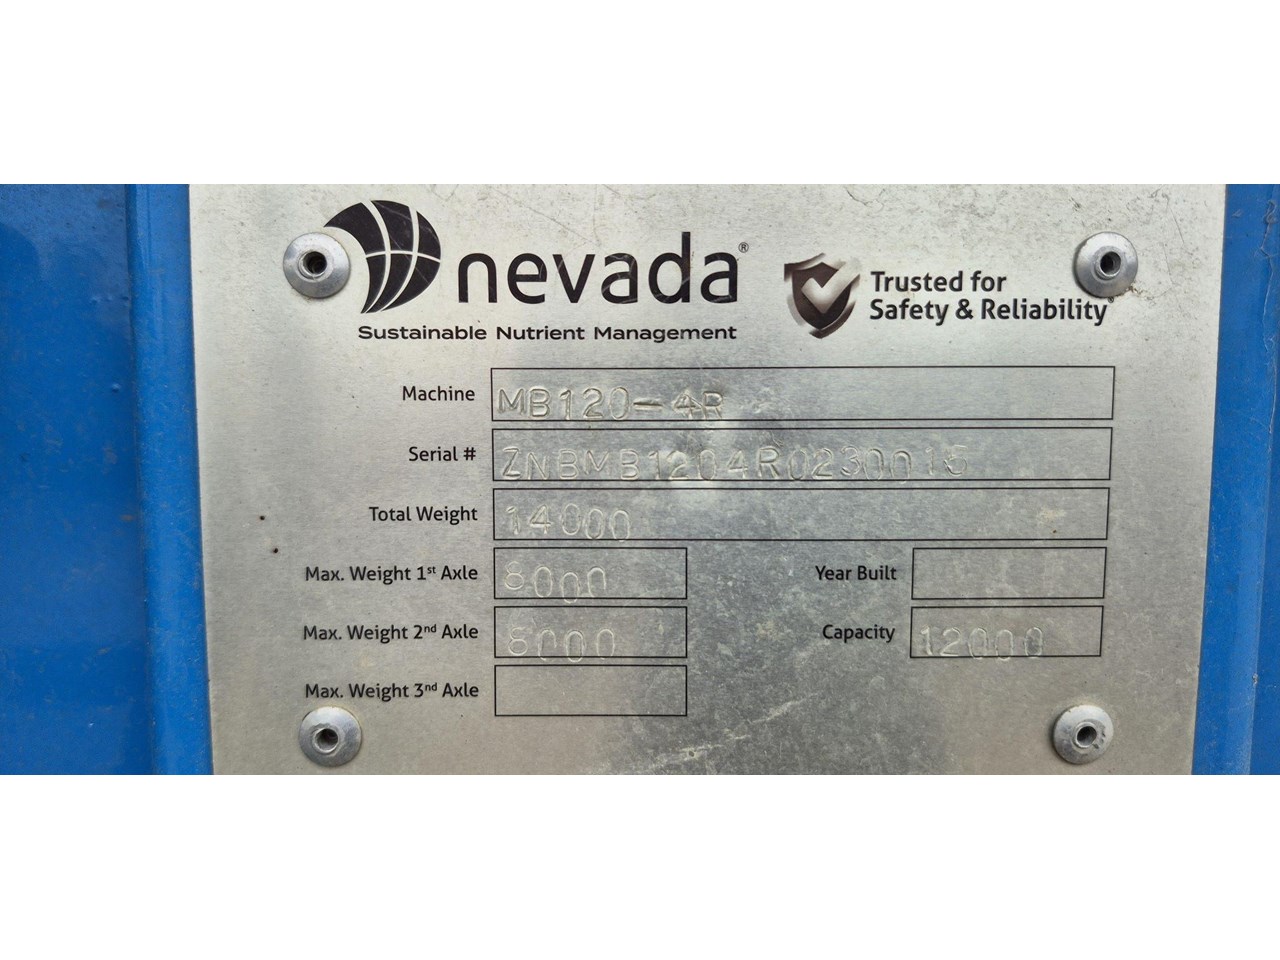 nevada®
Sustainable Nutrient Management
Trusted for
Safety & Reliability®
Machine MB120-4R
Serial # ZNBMB1204R0230016
Total Weight 14000
Max. Weight 1st Axle 8000
Year Built
Max. Weight 2nd Axle 8000
Capacity 12000
Max. Weight 3nd Axle